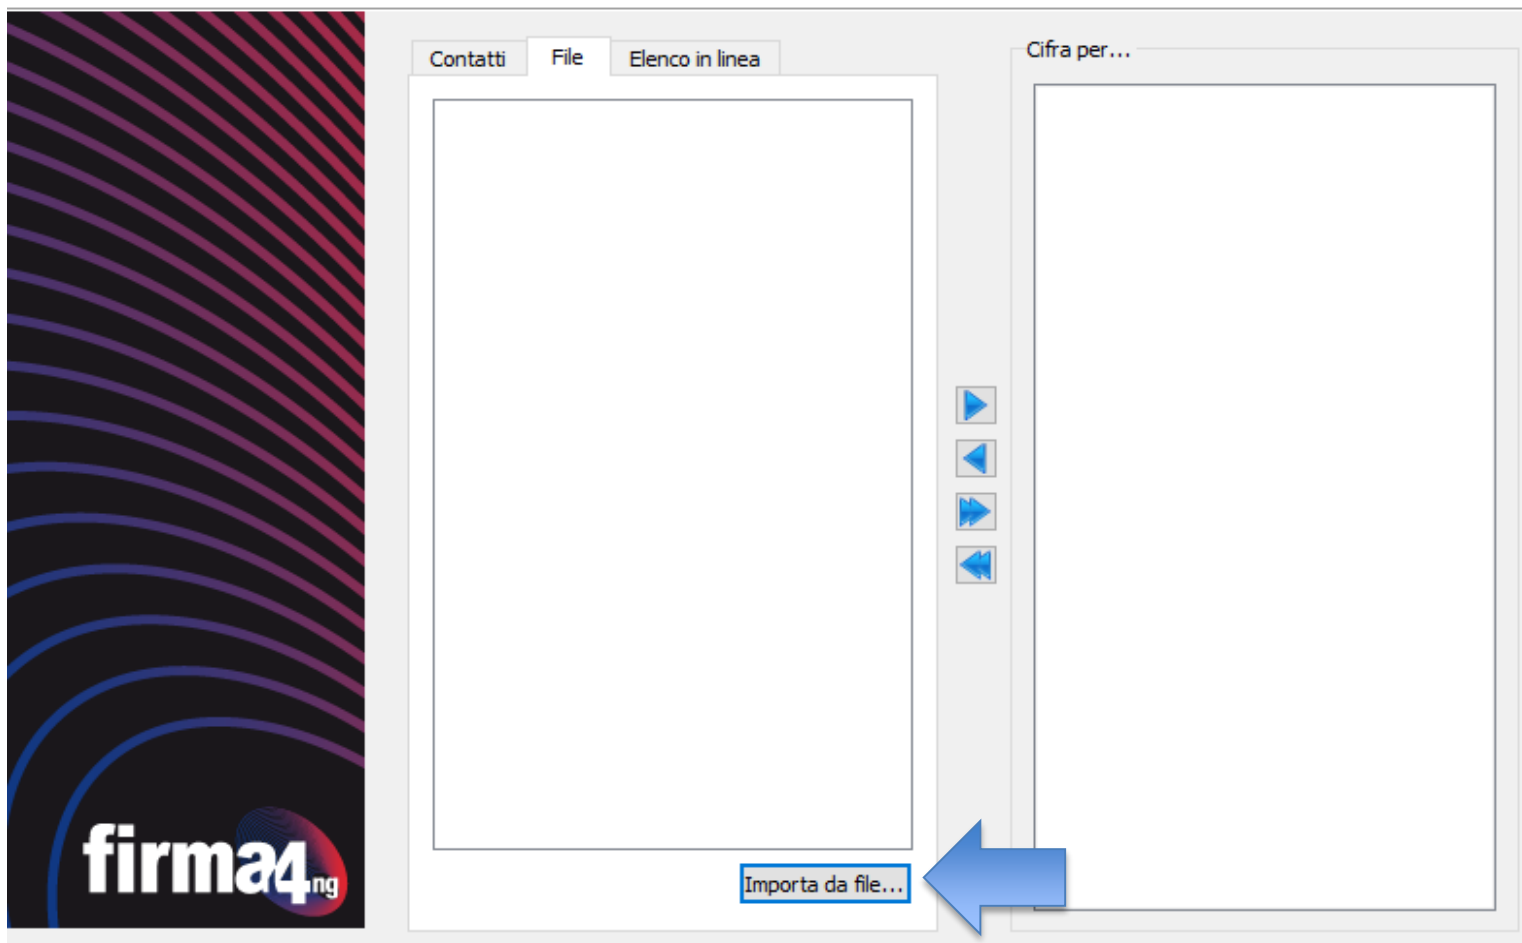 Contatti
File
Elenco in linea
Cifra per...
Importa da file...
firma4ng